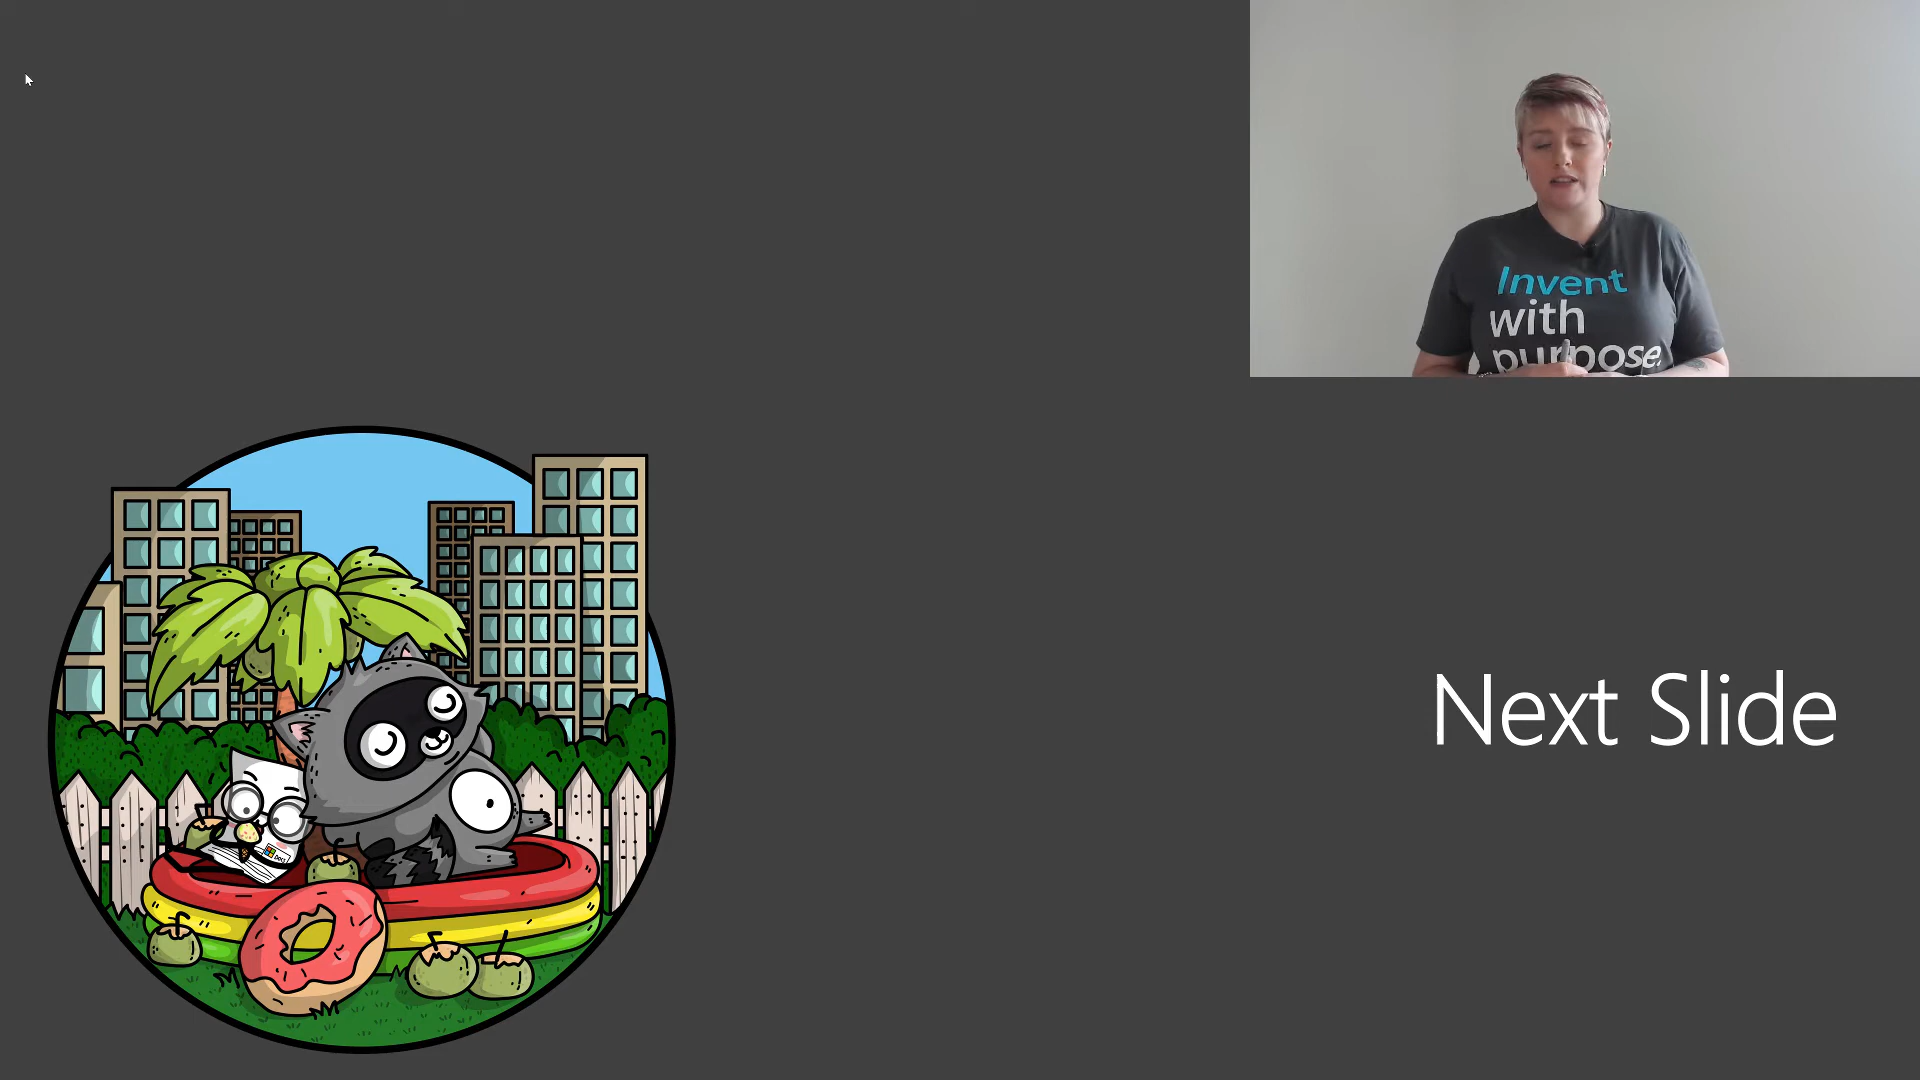 Invent
with
purpose.
Next Slide